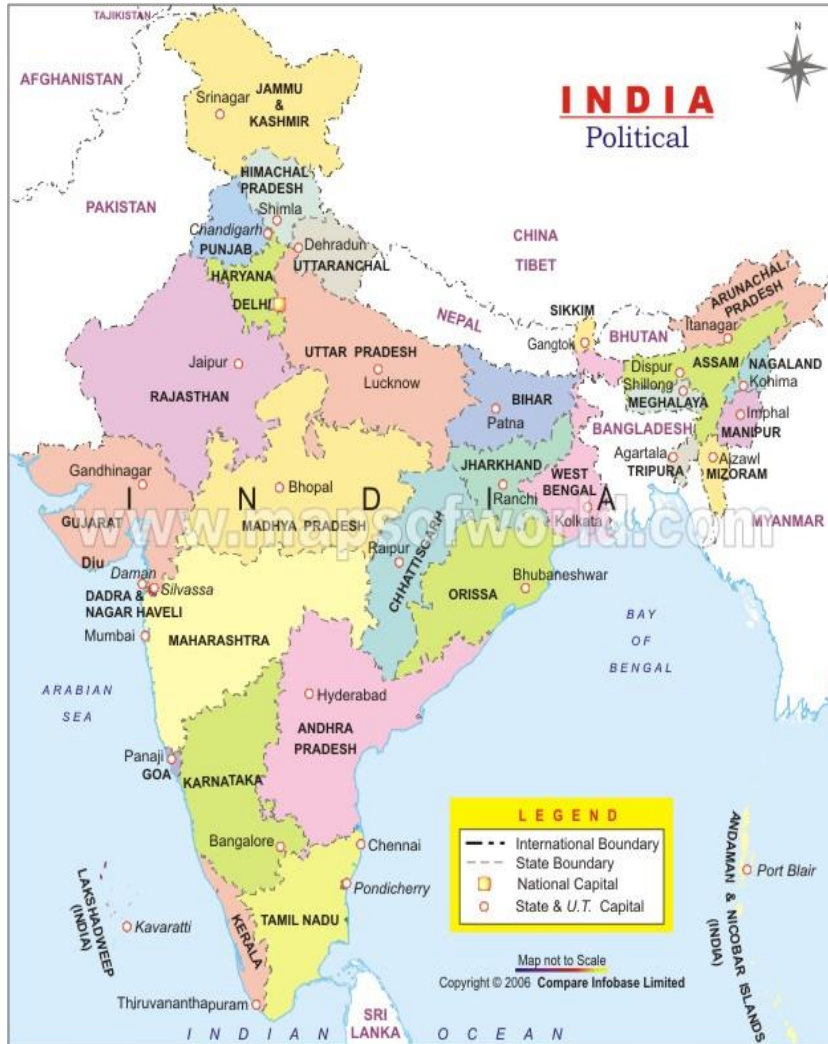 TAJIKISTAN
AFGHANISTAN
JAMMU
&
KASHMIR
Srinagar
N
INDIA
Political
HIMACHAL
PRADESH
Shimla
PAKISTAN
Chandigarh
PUNJAB
Dehradun
UTTARANCHAL
HARYANA
DELHI
CHINA
TIBET
NEPAL
SIKKIM
Gangtok
BHUTAN
ARUNACHAL
PRADESH
Itanagar
Jaipur
RAJASTHAN
UTTAR PRADESH
Lucknow
BIHAR
Patna
Dispur
Shillong
ASSAM
NAGALAND
Kohima
MEGHALAYA
BANGLADESH
Imphal
MANIPUR
Agartala
TRIPURA
Aizawl
MIZORAM
Gandhinagar
GUJARAT
Bhopal
MADHYA PRADESH
JHARKHAND
Ranchi
WEST
BENGAL
Kolkata
I N D I A
www.mapsofworld.com
MYANMAR
Diu
Daman
Silvassa
DADRA &
NAGAR HAVELI
Mumbai
MAHARASHTRA
Raipur
CHHATTISGARH
ORISSA
Bhubaneshwar
BAY
OF
BENGAL
ARABIAN
SEA
Hyderabad
ANDHRA
PRADESH
Panaji
GOA
KARNATAKA
Bangalore
Chennai
Pondicherry
TAMIL NADU
KERALA
LAKSHADWEEP
(INDIA)
Kavaratti
Thiruvananthapuram
LEGEND
International Boundary
State Boundary
National Capital
State & U.T. Capital
Map not to Scale
Copyright © 2006 Compare Infobase Limited
ANDAMAN & NICOBAR ISLANDS
(INDIA)
Port Blair
SRI
LANKA
INDIAN OCEAN